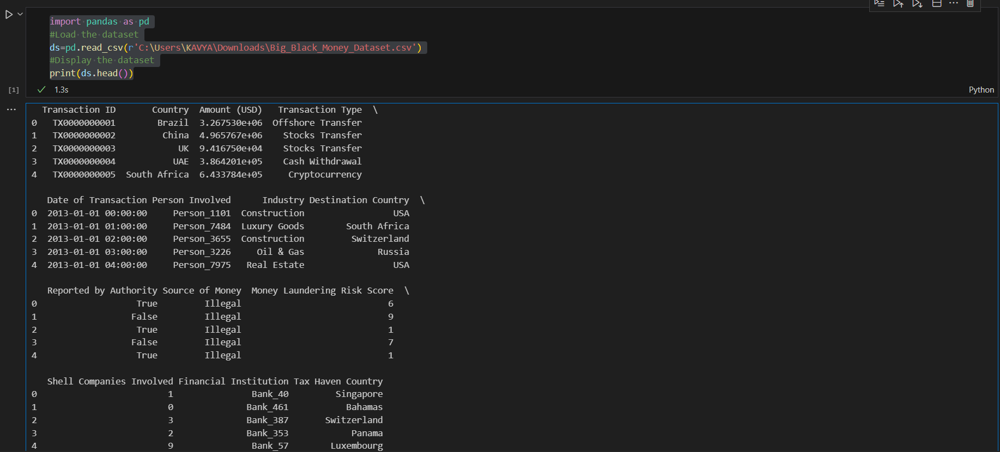 import pandas as pd
#Load the dataset
ds=pd.read_csv(r'C:\Users\KAVYA\Downloads\Big_Black_Money_Dataset.csv')
#Display the dataset
print(ds.head())
[1]
1.3s
Python
Transaction ID       Country  Amount (USD)   Transaction Type  \
0   TX0000000001        Brazil  3.267530e+06  Offshore Transfer
1   TX0000000002         China  4.965767e+06    Stocks Transfer
2   TX0000000003            UK  9.416750e+04    Stocks Transfer
3   TX0000000004           UAE  3.864201e+05    Cash Withdrawal
4   TX0000000005  South Africa  6.433784e+05     Cryptocurrency
Date of Transaction Person Involved      Industry Destination Country  \
0  2013-01-01 00:00:00     Person_1101  Construction                 USA
1  2013-01-01 01:00:00     Person_7484  Luxury Goods        South Africa
2  2013-01-01 02:00:00     Person_3655  Construction         Switzerland
3  2013-01-01 03:00:00     Person_3226     Oil & Gas              Russia
4  2013-01-01 04:00:00     Person_7975   Real Estate                 USA
Reported by Authority Source of Money  Money Laundering Risk Score  \
0                   True         Illegal                            6
1                  False         Illegal                            9
2                   True         Illegal                            1
3                  False         Illegal                            7
4                   True         Illegal                            1
Shell Companies Involved Financial Institution Tax Haven Country
0                         1               Bank_40         Singapore
1                         0              Bank_461           Bahamas
2                         3              Bank_387       Switzerland
3                         2              Bank_353            Panama
4                         9               Bank_57        Luxembourg